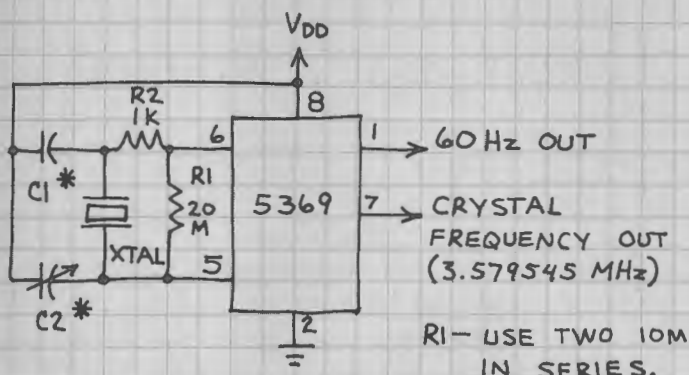 VDD
8
R2
1K
6
1
60 Hz OUT
C1 *
R1
20
M
5369
7
CRYSTAL
FREQUENCY OUT
(3.579545 MHz)
XTAL
5
C2 *
2
R1 - USE TWO 10M
IN SERIES.